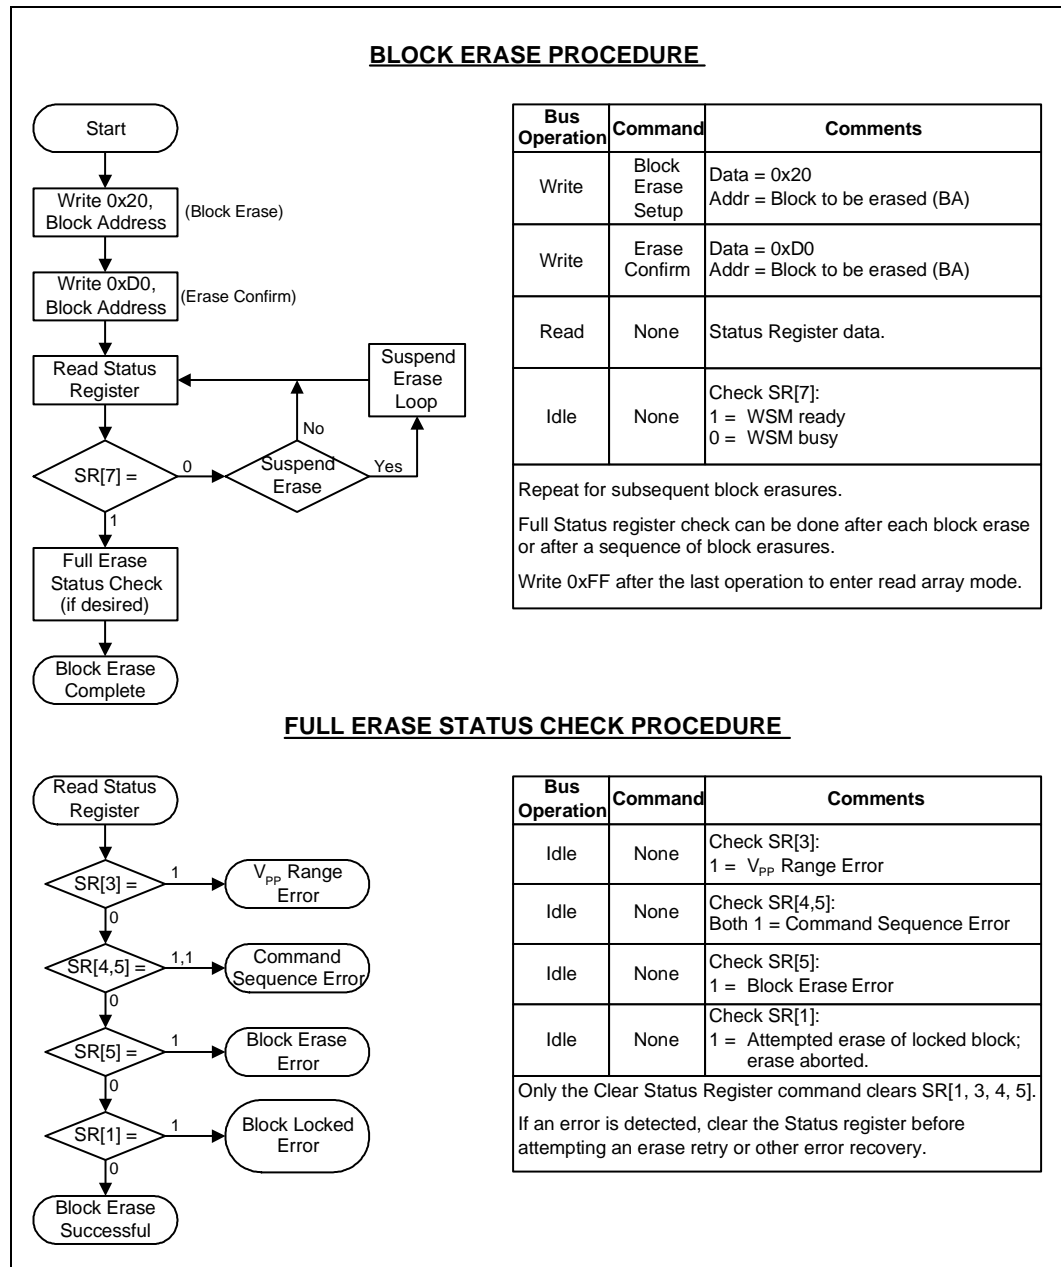 BLOCK ERASE PROCEDURE
Start
Write 0x20,
Block Address
(Block Erase)
Write 0xD0,
Block Address
(Erase Confirm)
Read Status
Register
Suspend
Erase
Loop
No
SR[7] =
0
Suspend
Erase
Yes
1
Full Erase
Status Check
(if desired)
Block Erase
Complete
Bus
Operation
Command
Comments
Write
Block
Erase
Setup
Data = 0x20
Addr = Block to be erased (BA)
Write
Erase
Confirm
Data = 0xD0
Addr = Block to be erased (BA)
Read
None
Status Register data.
Idle
None
Check SR[7]:
1 = WSM ready
0 = WSM busy
Repeat for subsequent block erasures.
Full Status register check can be done after each block erase
or after a sequence of block erasures.
Write 0xFF after the last operation to enter read array mode.
FULL ERASE STATUS CHECK PROCEDURE
Read Status
Register
SR[3] =
1
VPP Range
Error
0
SR[4,5] =
1,1
Command
Sequence Error
0
SR[5] =
1
Block Erase
Error
0
SR[1] =
1
Block Locked
Error
0
Block Erase
Successful
Bus
Operation
Command
Comments
Idle
None
Check SR[3]:
1 = VPP Range Error
Idle
None
Check SR[4,5]:
Both 1 = Command Sequence Error
Idle
None
Check SR[5]:
1 = Block Erase Error
Idle
None
Check SR[1]:
1 = Attempted erase of locked block;
erase aborted.
Only the Clear Status Register command clears SR[1, 3, 4, 5].
If an error is detected, clear the Status register before
attempting an erase retry or other error recovery.